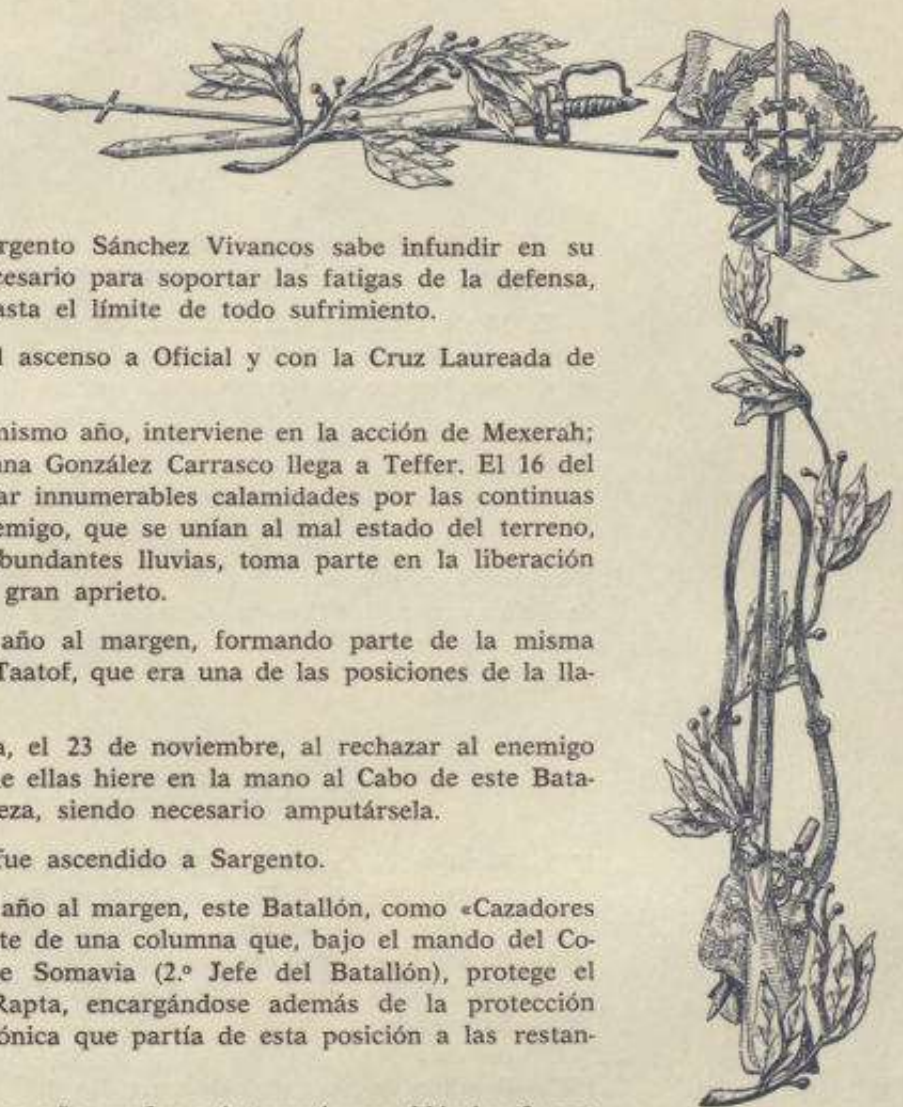 rgento Sánchez Vivancos sabe infundir en su
cesario para soportar las fatigas de la defensa,
asta el límite de todo sufrimiento.
l ascenso a Oficial y con la Cruz Laureada de
nismo año, interviene en la acción de Mexerah;
na González Carrasco llega a Teffer. El 16 del
ar innumerables calamidades por las continuas
emigo, que se unían al mal estado del terreno,
bundantes lluvias, toma parte en la liberación
gran aprieto.
año al margen, formando parte de la misma
Taatof, que era una de las posiciones de la lla-
a, el 23 de noviembre, al rechazar al enemigo
e ellas hiere en la mano al Cabo de este Bata-
eza, siendo necesario amputársela.
fue ascendido a Sargento.
año al margen, este Batallón, como «Cazadores
te de una columna que, bajo el mando del Co-
e Somavia (2.º Jefe del Batallón), protege el
Rapta, encargándose además de la protección
ónica que partía de esta posición a las restan-